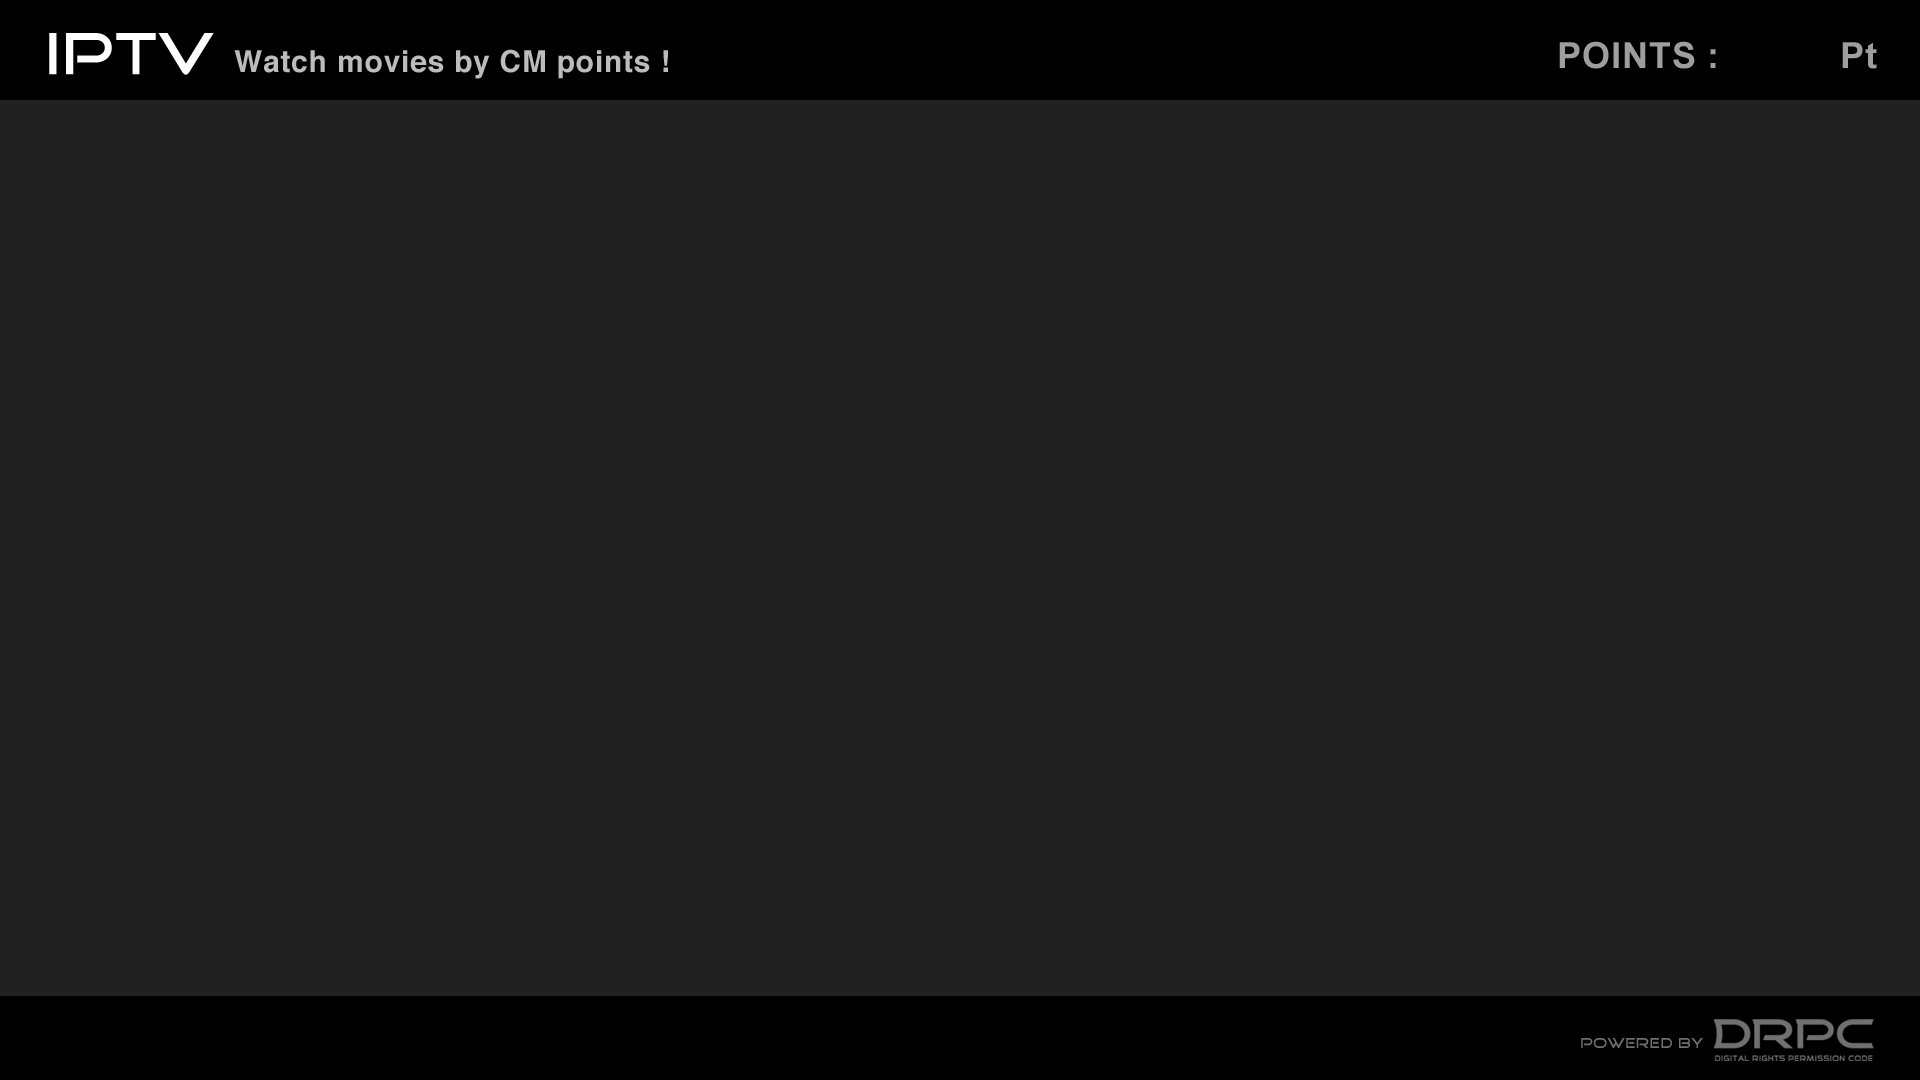 IPTV Watch movies by CM points !
POINTS : Pt
POWERED BY DRPC
DIGITAL RIGHTS PERMISSION CODE